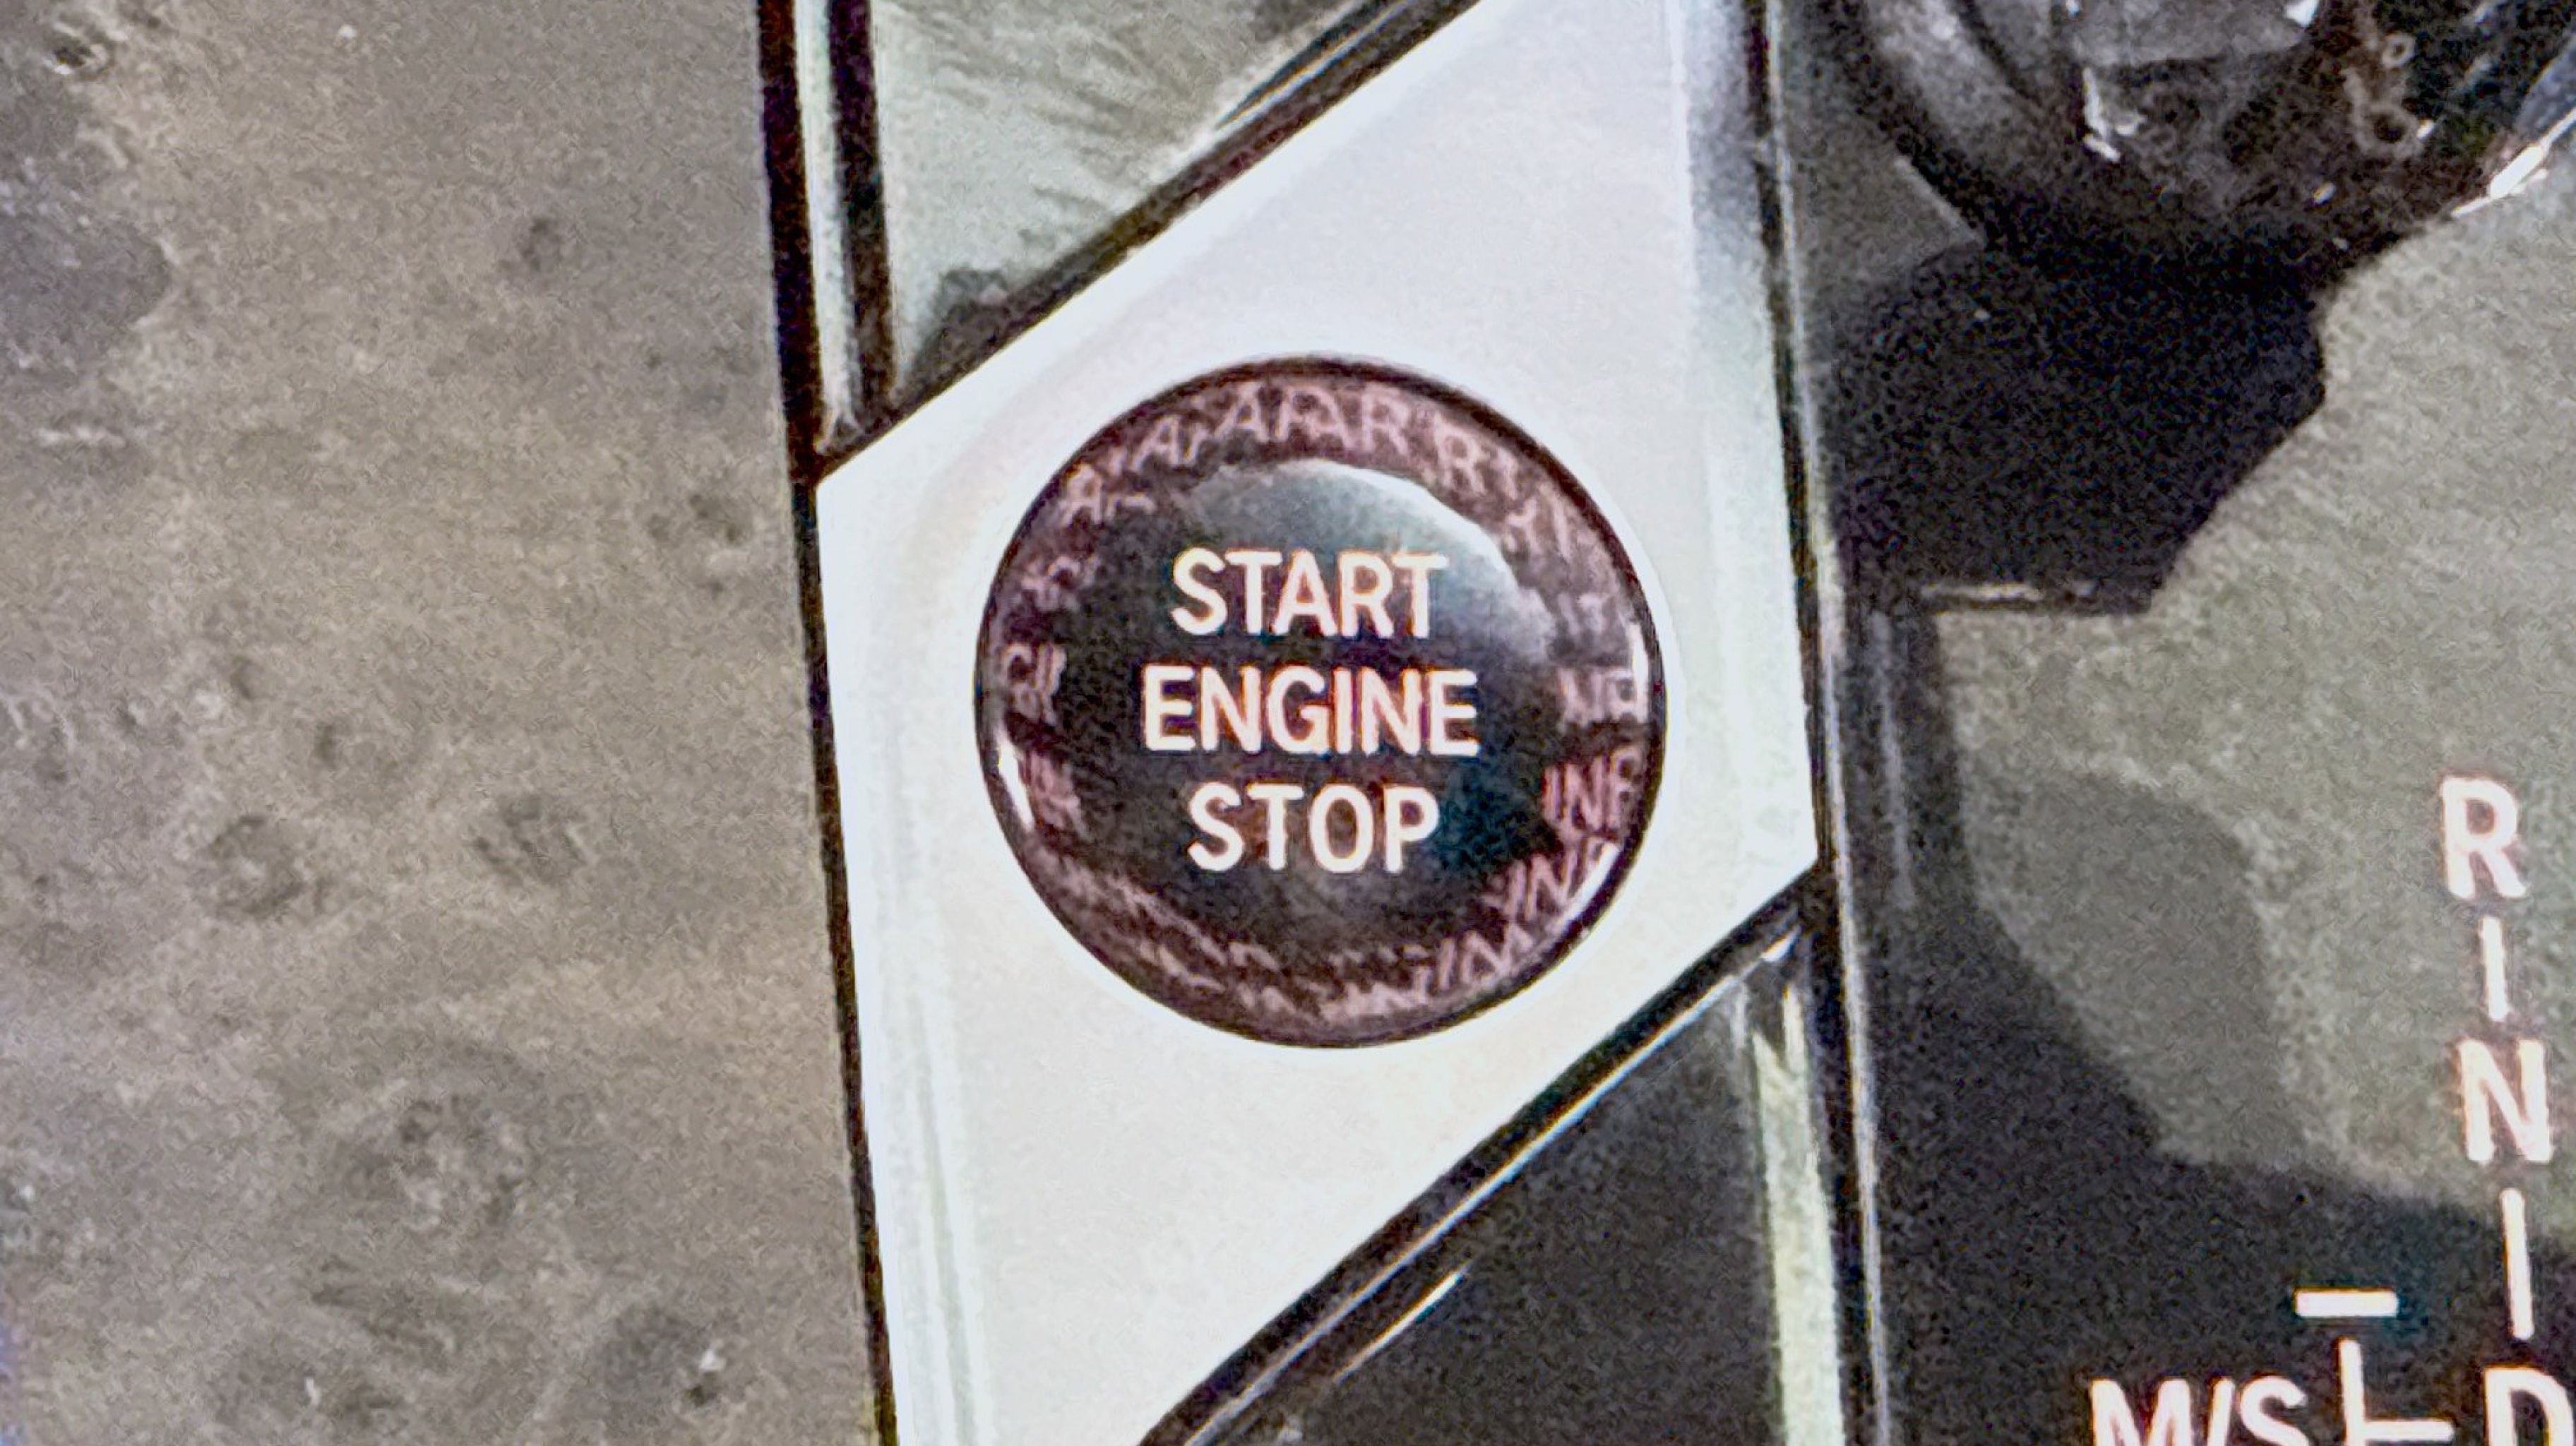 START
ENGINE
STOP
R
N
M/S
D